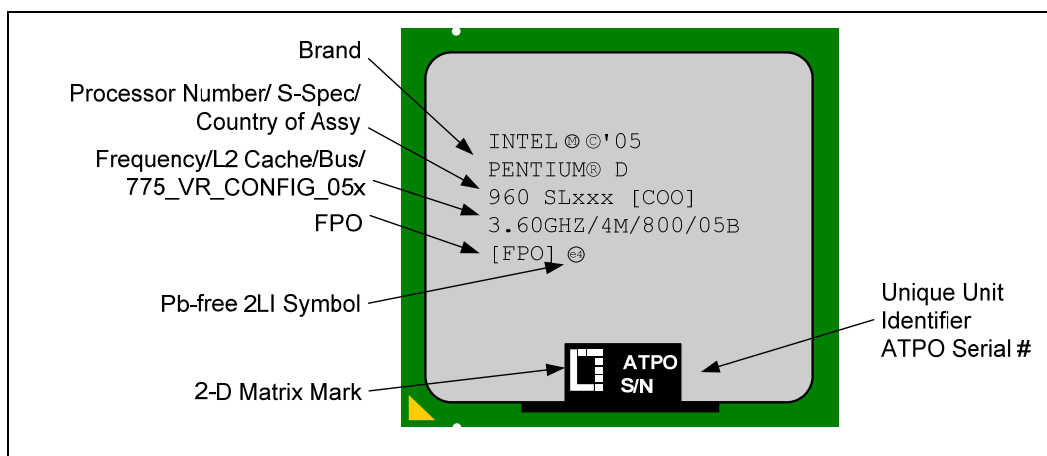 Brand
Processor Number/ S-Spec/
Country of Assy
Frequency/L2 Cache/Bus/
775_VR_CONFIG_05x
FPO
Pb-free 2LI Symbol
2-D Matrix Mark
INTEL Ⓜ ©'05
PENTIUM® D
960 SLxxx [COO]
3.60GHZ/4M/800/05B
[FPO] e4
ATPO
S/N
Unique Unit
Identifier
ATPO Serial #